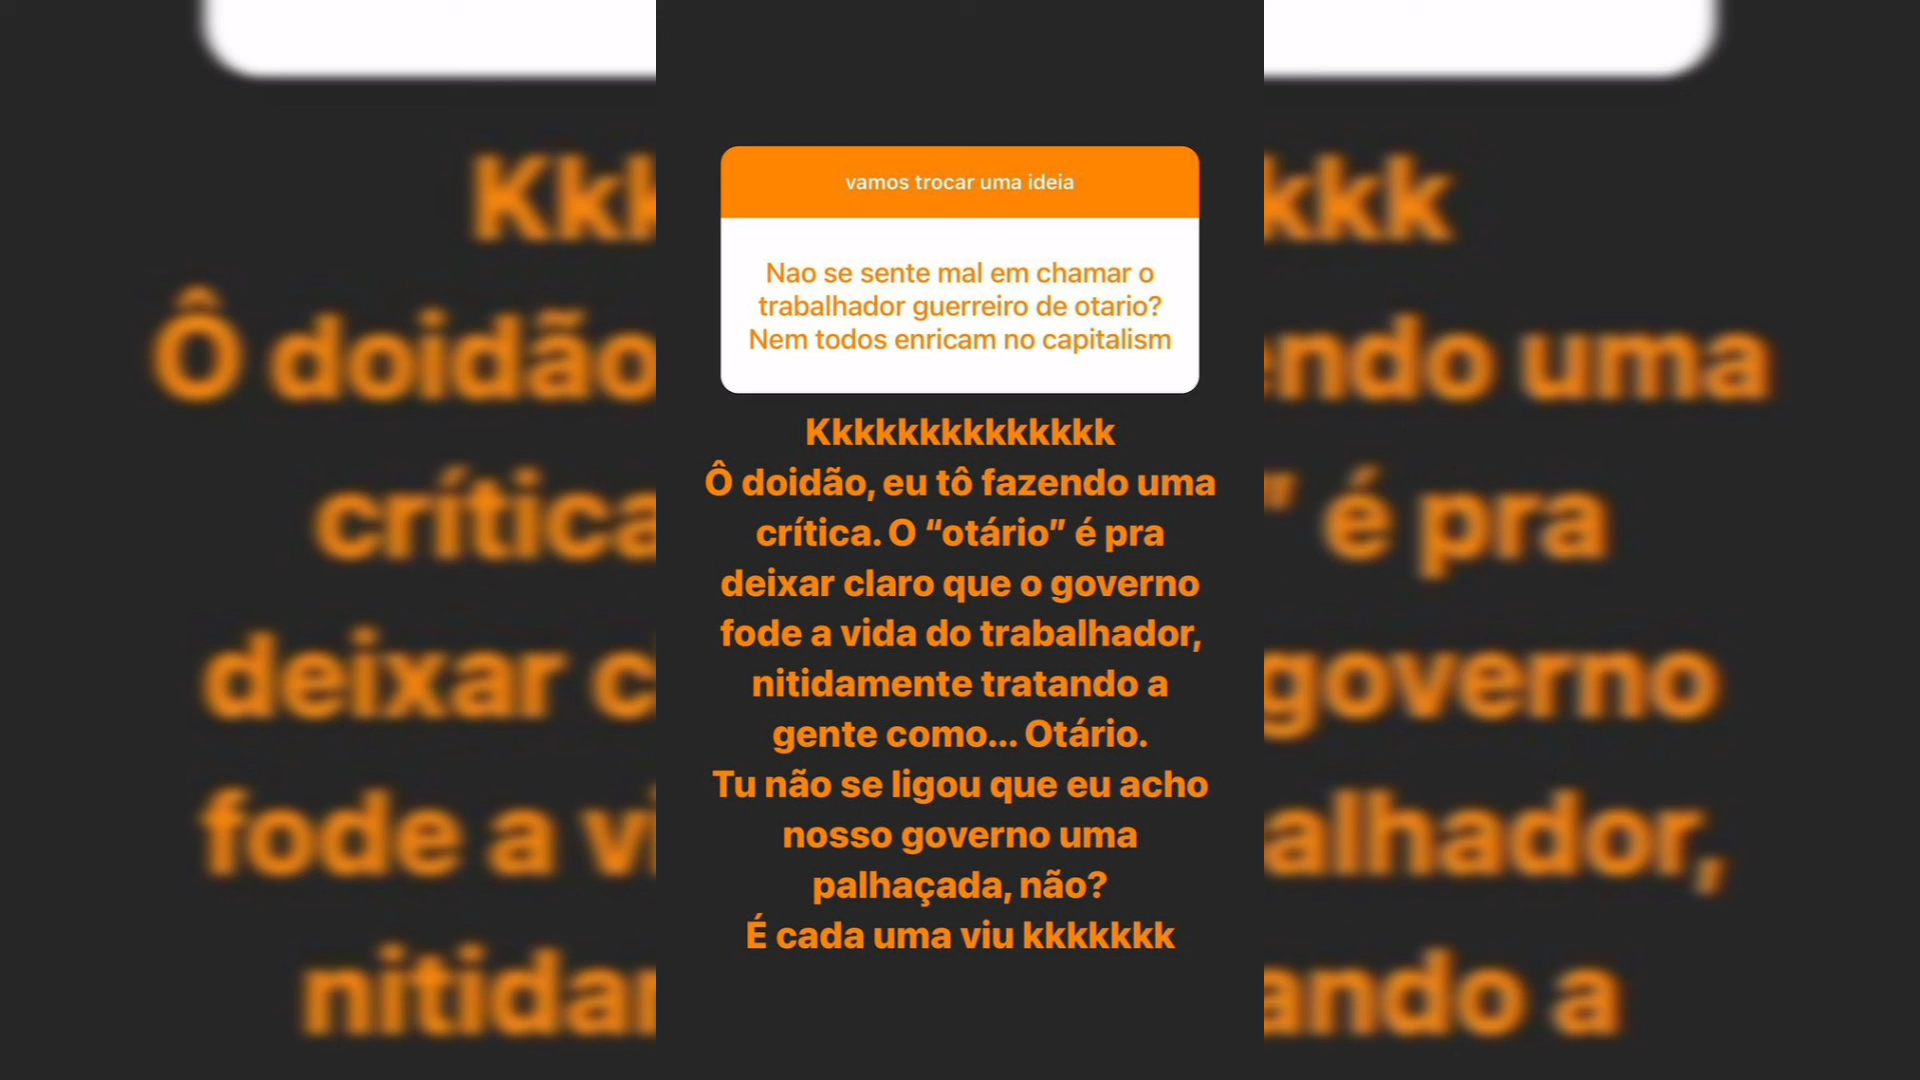 vamos trocar uma ideia
Nao se sente mal em chamar o
trabalhador guerreiro de otario?
Nem todos enricam no capitalism
Kkkkkkkkkkkkkk
Ô doidão, eu tô fazendo uma
crítica. O “otário” é pra
deixar claro que o governo
fode a vida do trabalhador,
nitidamente tratando a
gente como... Otário.
Tu não se ligou que eu acho
nosso governo uma
palhaçada, não?
É cada uma viu kkkkkkk